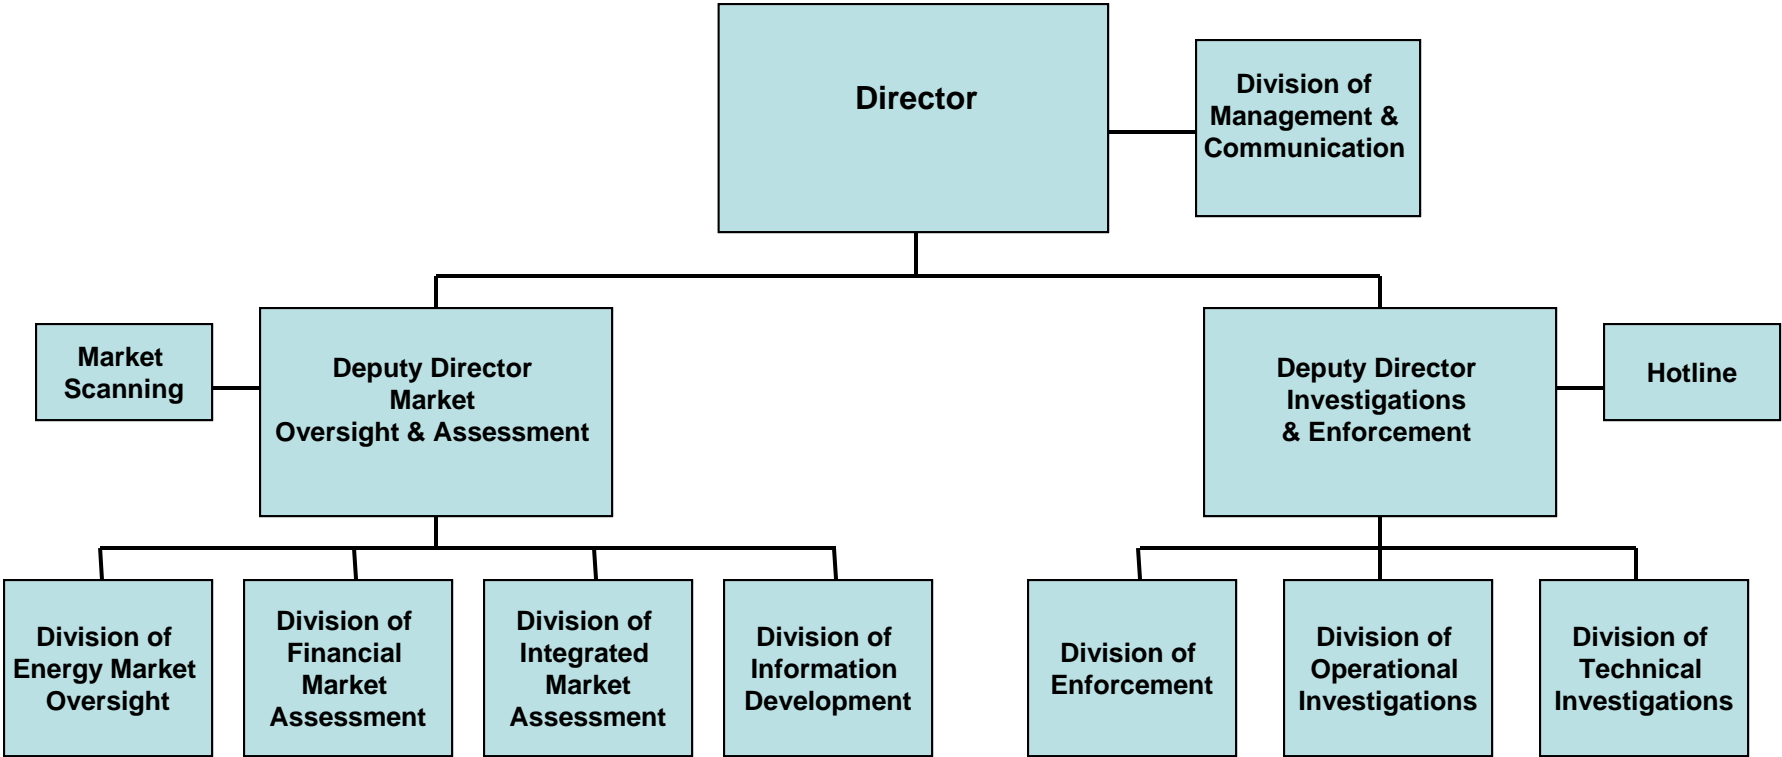 Director
Division of
Management &
Communication
Market
Scanning
Deputy Director
Market
Oversight & Assessment
Deputy Director
Investigations
& Enforcement
Hotline
Division of
Energy Market
Oversight
Division of
Financial
Market
Assessment
Division of
Integrated
Market
Assessment
Division of
Information
Development
Division of
Enforcement
Division of
Operational
Investigations
Division of
Technical
Investigations